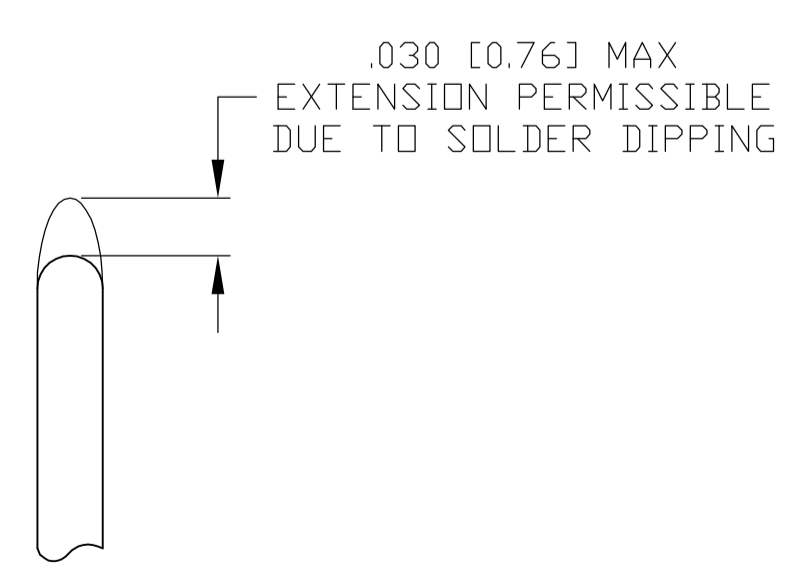 .030 [0.76] MAX
EXTENSION PERMISSIBLE
DUE TO SOLDER DIPPING